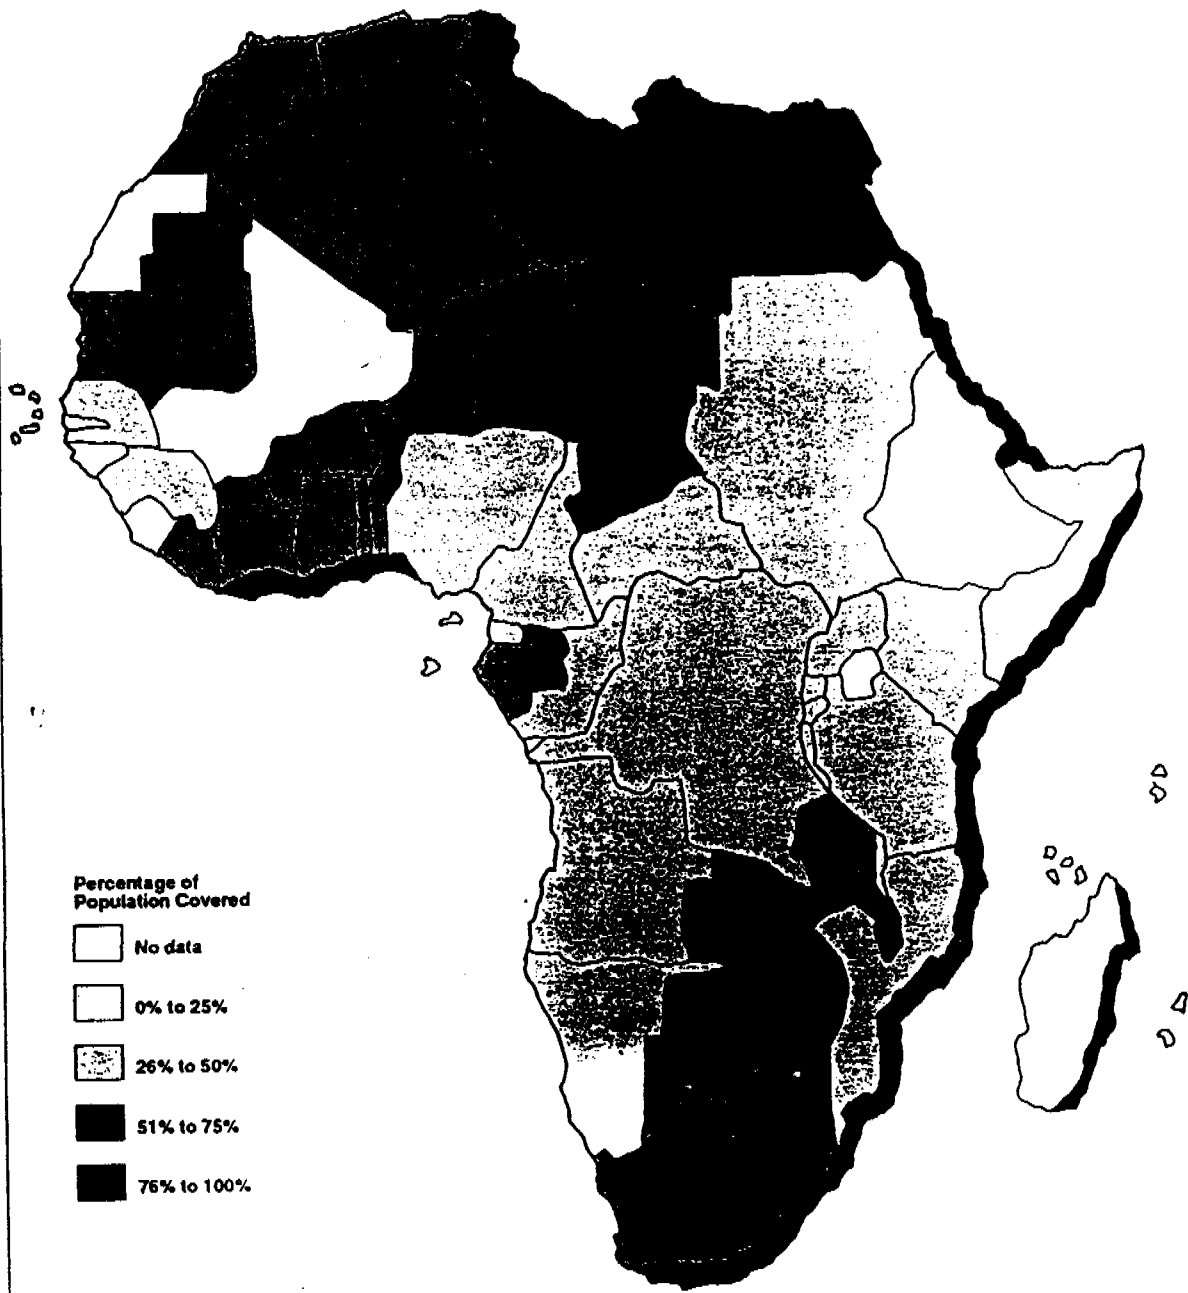 Percentage of
Population Covered
No data
0% to 25%
26% to 50%
51% to 75%
76% to 100%